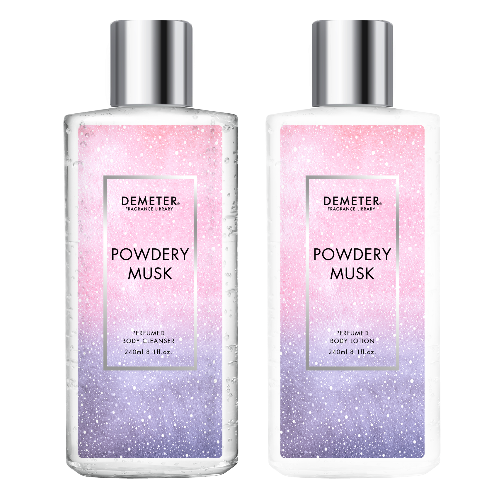 DEMETER®
FRAGRANCE LIBRARY
POWDERY
MUSK
PERFUMED
BODY CLEANSER
240ml 8.1fl.oz.
DEMETER®
FRAGRANCE LIBRARY
POWDERY
MUSK
PERFUMED
BODY LOTION
240ml 8.1fl.oz.